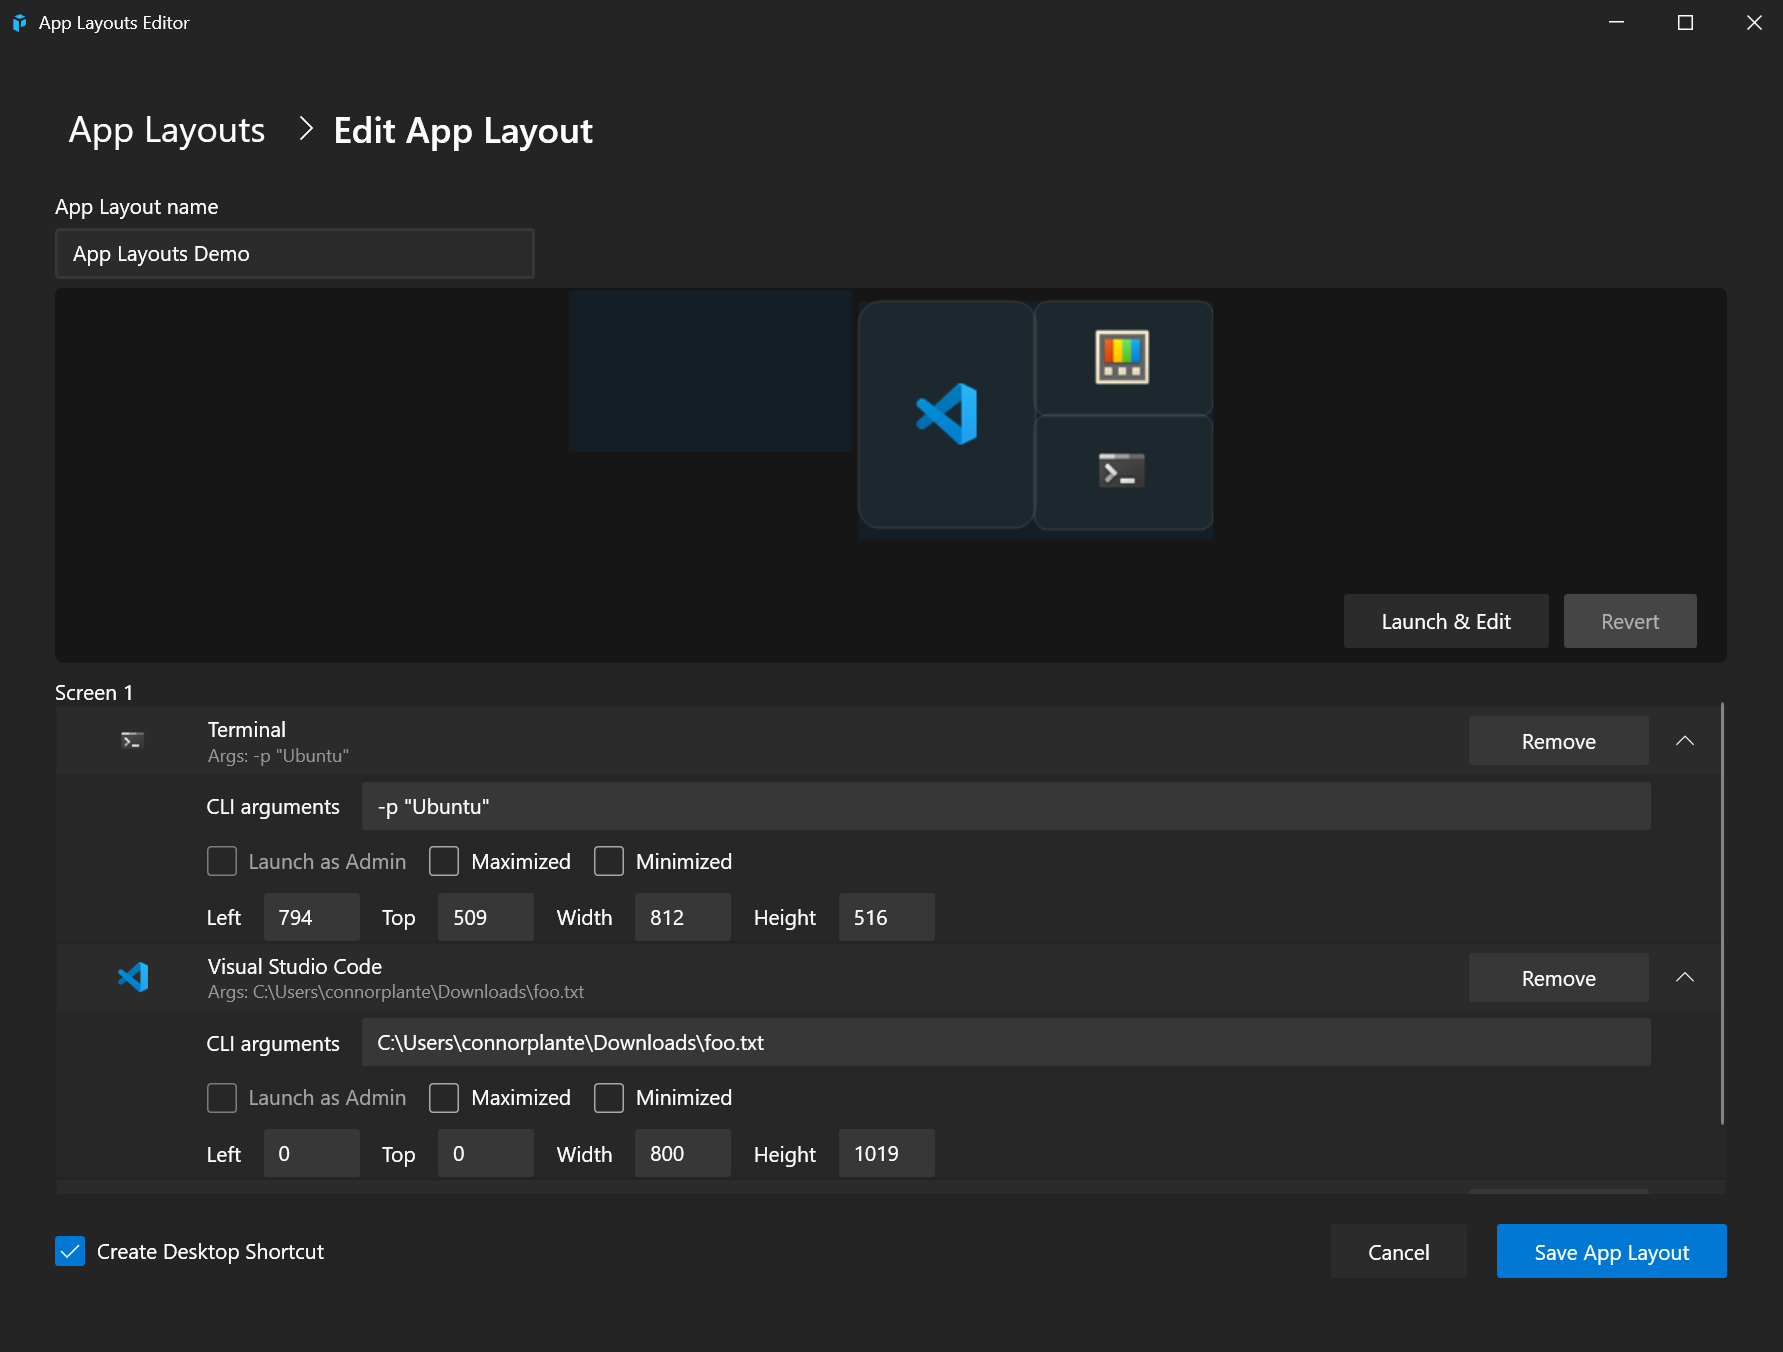 App Layouts Editor
App Layouts > Edit App Layout
App Layout name
App Layouts Demo
Launch & Edit Revert
Screen 1
Terminal
Args: -p "Ubuntu"
Remove
CLI arguments -p "Ubuntu"
Launch as Admin Maximized Minimized
Left 794 Top 509 Width 812 Height 516
Visual Studio Code
Args: C:\Users\connorplante\Downloads\foo.txt
Remove
CLI arguments C:\Users\connorplante\Downloads\foo.txt
Launch as Admin Maximized Minimized
Left 0 Top 0 Width 800 Height 1019
Create Desktop Shortcut Cancel Save App Layout